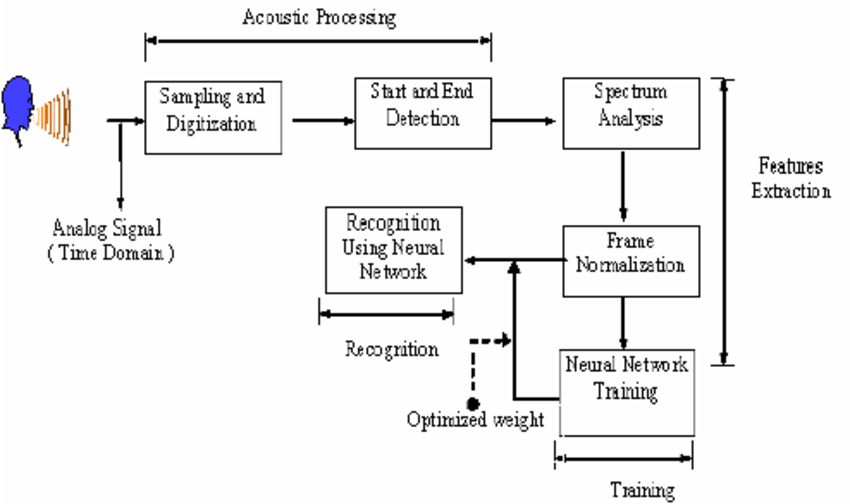 Acoustic Processing
Sampling and
Digitization
Start and End
Detection
Spectrum
Analysis
Features
Extraction
Analog Signal
( Time Domain )
Recognition
Using Neural
Network
Frame
Normalization
Recognition
Neural Network
Training
Optimized weight
Training